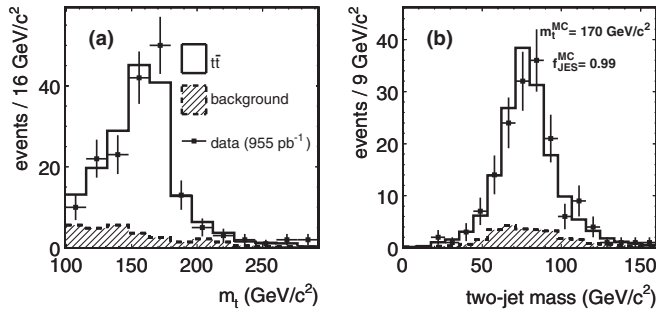 (a)
events / 16 GeV/c²
40
20
0
100 150 200 250
mₜ (GeV/c²)
tt̄
background
data (955 pb⁻¹)
(b)
events / 9 GeV/c²
40
30
20
10
0
0 50 100 150
two-jet mass (GeV/c²)
mₜᴹᶜ = 170 GeV/c²
f_JES^MC = 0.99